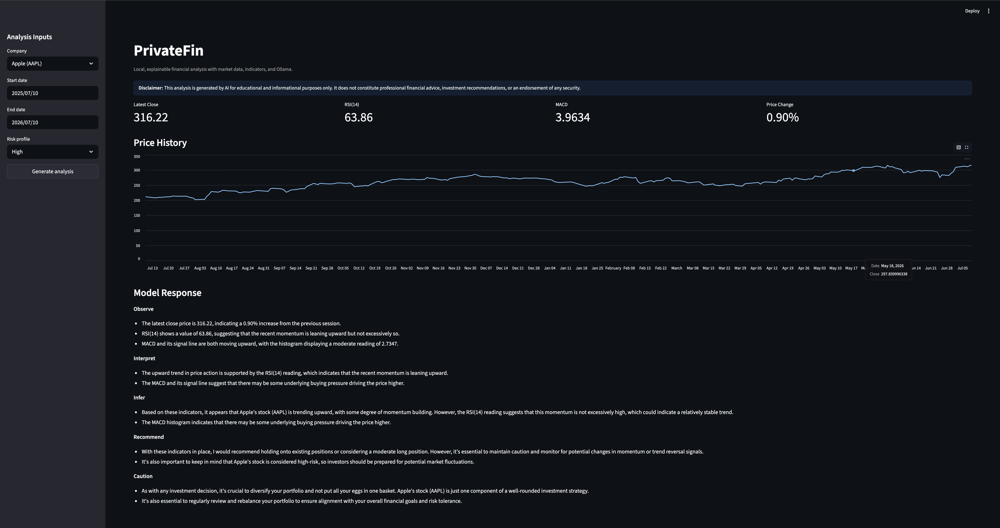 Deploy
Analysis Inputs
Company
Apple (AAPL)
Start date
2025/07/10
End date
2026/07/10
Risk profile
High
Generate analysis
PrivateFin
Local, explainable financial analysis with market data, indicators, and Ollama.
Disclaimer: This analysis is generated by AI for educational and informational purposes only. It does not constitute professional financial advice, investment recommendations, or an endorsement of any security.
Latest Close RSI(14) MACD Price Change
316.22 63.86 3.9634 0.90%
Price History
350
300
250
200
150
100
50
0
Jul 13 Jul 20 Jul 27 Aug 03 Aug 10 Aug 17 Aug 24 Aug 31 Sep 07 Sep 14 Sep 21 Sep 28 Oct 05 Oct 12 Oct 19 Oct 26 Nov 02 Nov 09 Nov 16 Nov 23 Nov 30 Dec 07 Dec 14 Dec 21 Dec 28 Jan 04 Jan 11 Jan 18 Jan 25 February Feb 08 Feb 15 Feb 22 March Mar 08 Mar 15 Mar 22 Mar 29 Apr 05 Apr 12 Apr 19 Apr 26 May 03 May 10 May 17 Jun 21 Jun 28 Jul 05
Date May 18, 2026
Close 297.839996338
Model Response
Observe
• The latest close price is 316.22, indicating a 0.90% increase from the previous session.
• RSI(14) shows a value of 63.86, suggesting that the recent momentum is leaning upward but not excessively so.
• MACD and its signal line are both moving upward, with the histogram displaying a moderate reading of 2.7347.
Interpret
• The upward trend in price action is supported by the RSI(14) reading, which indicates that the recent momentum is leaning upward.
• The MACD and its signal line suggest that there may be some underlying buying pressure driving the price higher.
Infer
• Based on these indicators, it appears that Apple's stock (AAPL) is trending upward, with some degree of momentum building. However, the RSI(14) reading suggests that this momentum is not excessively high, which could indicate a relatively stable trend.
• The MACD histogram indicates that there may be some underlying buying pressure driving the price higher.
Recommend
• With these indicators in place, I would recommend holding onto existing positions or considering a moderate long position. However, it's essential to maintain caution and monitor for potential changes in momentum or trend reversal signals.
• It's also important to keep in mind that Apple's stock is considered high-risk, so investors should be prepared for potential market fluctuations.
Caution
• As with any investment decision, it's crucial to diversify your portfolio and not put all your eggs in one basket. Apple's stock (AAPL) is just one component of a well-rounded investment strategy.
• It's also essential to regularly review and rebalance your portfolio to ensure alignment with your overall financial goals and risk tolerance.